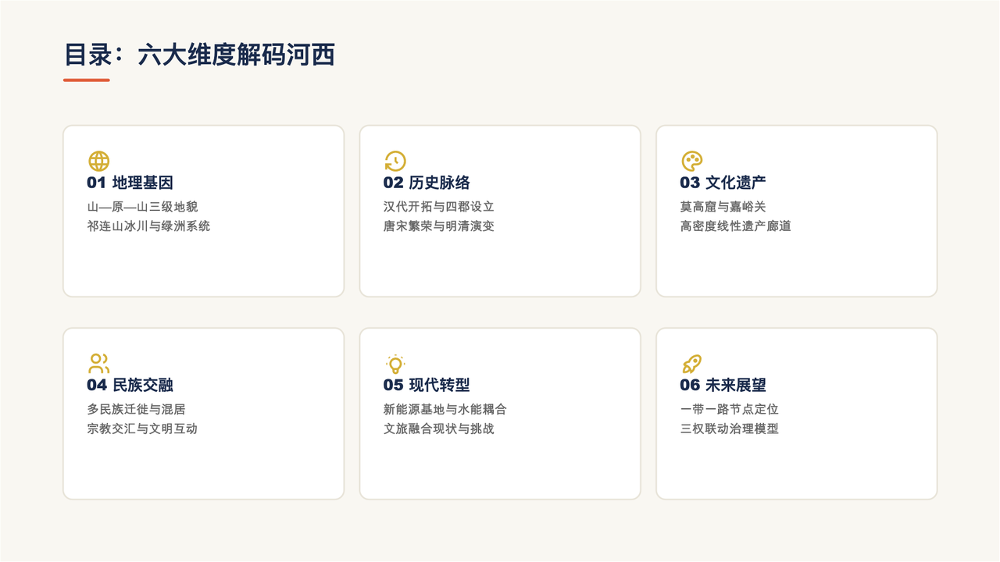 目录：六大维度解码河西
01 地理基因
山—原—山三级地貌
祁连山冰川与绿洲系统
02 历史脉络
汉代开拓与四郡设立
唐宋繁荣与明清演变
03 文化遗产
莫高窟与嘉峪关
高密度线性遗产廊道
04 民族交融
多民族迁徙与混居
宗教交汇与文明互动
05 现代转型
新能源基地与水能耦合
文旅融合现状与挑战
06 未来展望
一带一路节点定位
三权联动治理模型